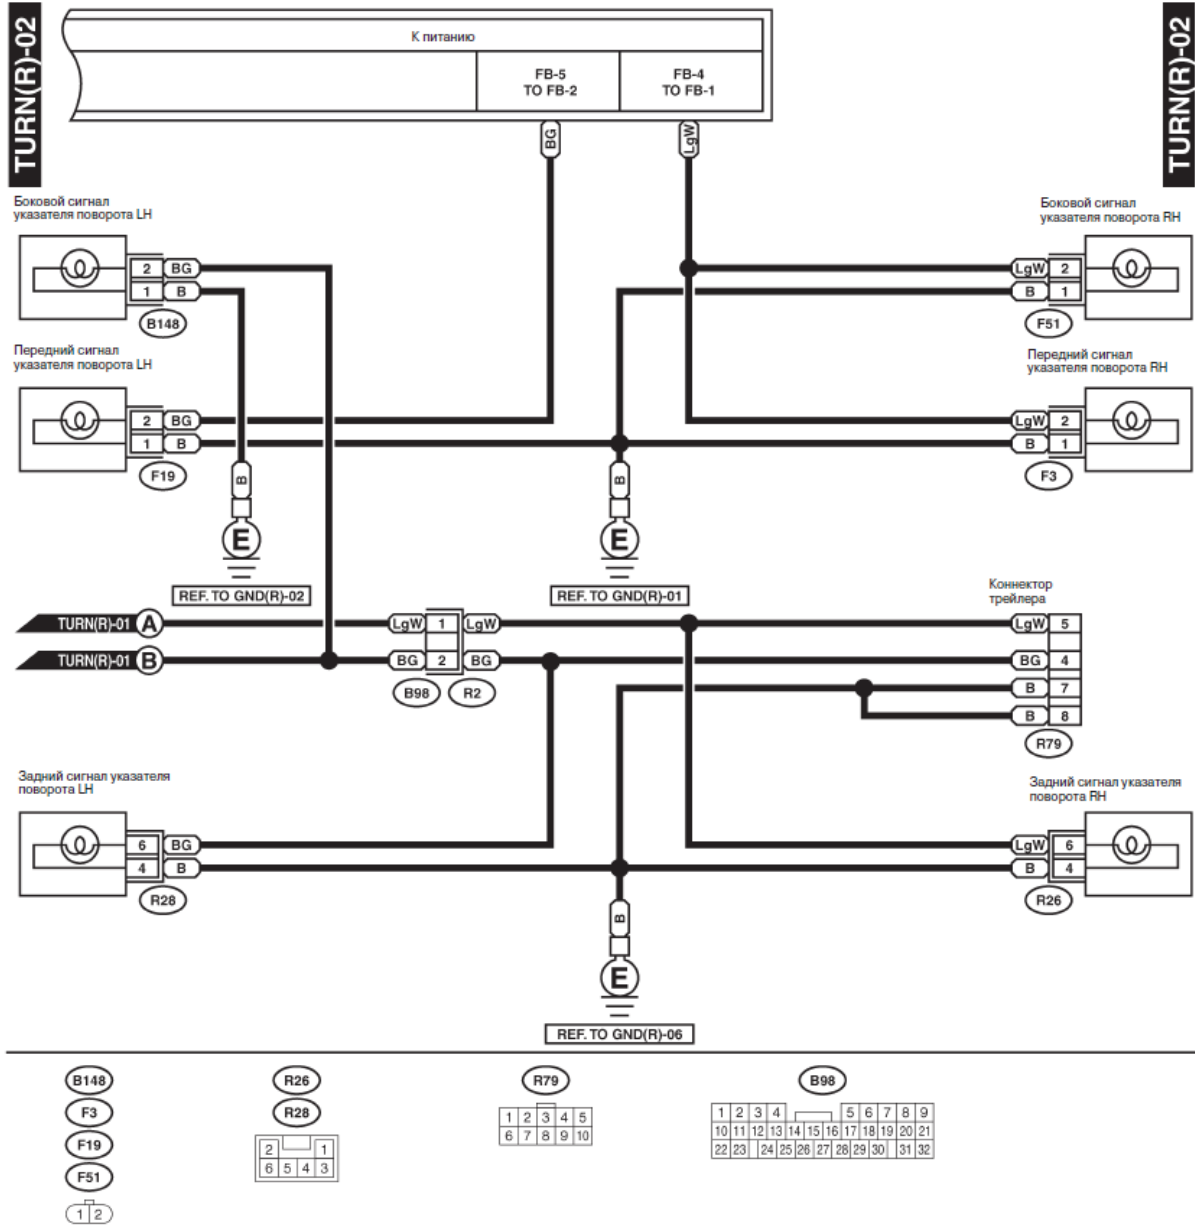 TURN(R)-02
TURN(R)-02
К питанию
FB-5
TO FB-2
FB-4
TO FB-1
BG
LgW
Боковой сигнал
указателя поворота LH
2 BG
1 B
B148
Боковой сигнал
указателя поворота RH
LgW 2
B 1
F51
Передний сигнал
указателя поворота LH
2 BG
1 B
F19
Передний сигнал
указателя поворота RH
LgW 2
B 1
F3
B
E
REF. TO GND(R)-02
B
E
REF. TO GND(R)-01
Коннектор
трейлера
TURN(R)-01 A
LgW 1 LgW
LgW 5
TURN(R)-01 B
BG 2 BG
BG 4
B 7
B 8
B98 R2
R79
Задний сигнал указателя
поворота LH
6 BG
4 B
R28
Задний сигнал указателя
поворота RH
LgW 6
B 4
R26
B
E
REF. TO GND(R)-06
B148
F3
F19
F51
1 2
R26
R28
2 1
6 5 4 3
R79
1 2 3 4 5
6 7 8 9 10
B98
1 2 3 4 5 6 7 8 9
10 11 12 13 14 15 16 17 18 19 20 21
22 23 24 25 26 27 28 29 30 31 32